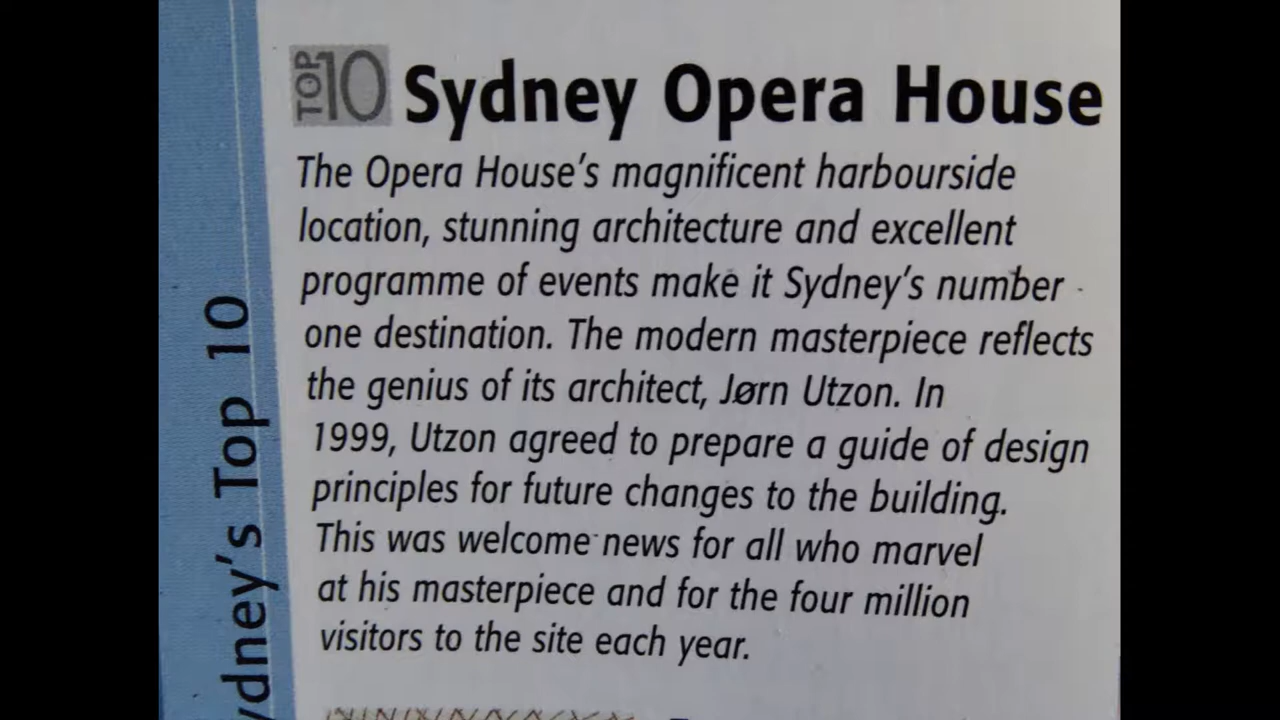 TOP 10 Sydney Opera House
The Opera House's magnificent harbourside
location, stunning architecture and excellent
programme of events make it Sydney's number
one destination. The modern masterpiece reflects
the genius of its architect, Jørn Utzon. In
1999, Utzon agreed to prepare a guide of design
principles for future changes to the building.
This was welcome news for all who marvel
at his masterpiece and for the four million
visitors to the site each year.
ydney's Top 10